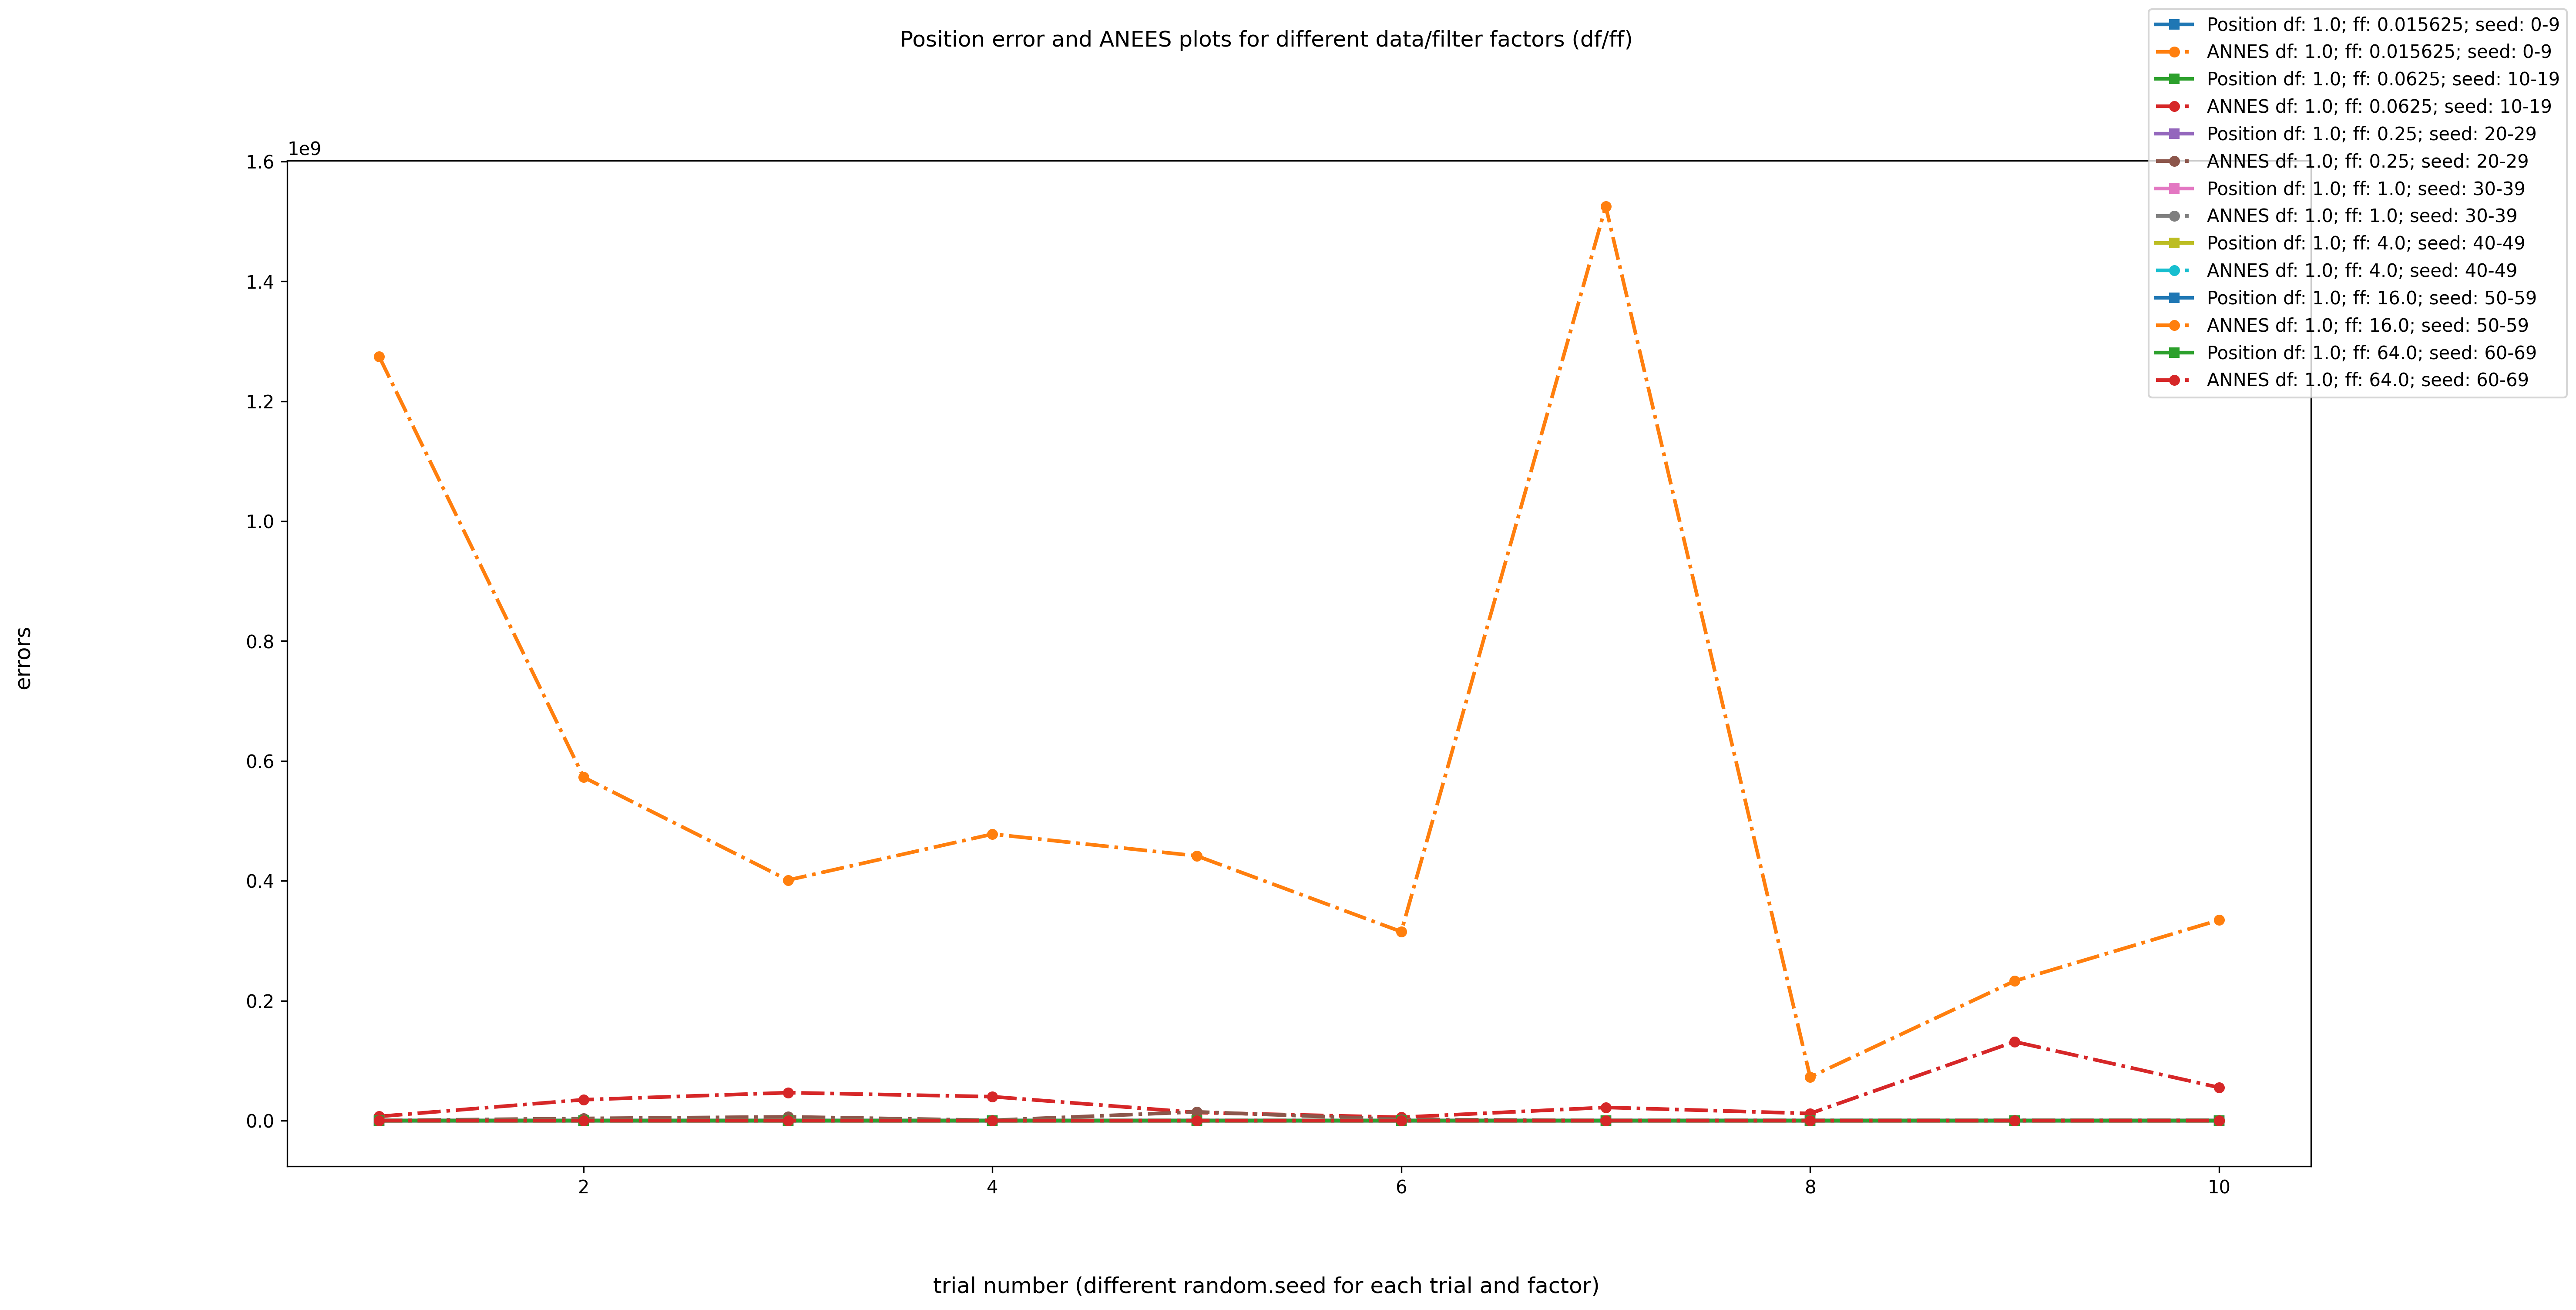 Position error and ANEES plots for different data/filter factors (df/ff)
Position df: 1.0; ff: 0.015625; seed: 0-9
ANNES df: 1.0; ff: 0.015625; seed: 0-9
Position df: 1.0; ff: 0.0625; seed: 10-19
ANNES df: 1.0; ff: 0.0625; seed: 10-19
Position df: 1.0; ff: 0.25; seed: 20-29
ANNES df: 1.0; ff: 0.25; seed: 20-29
Position df: 1.0; ff: 1.0; seed: 30-39
ANNES df: 1.0; ff: 1.0; seed: 30-39
Position df: 1.0; ff: 4.0; seed: 40-49
ANNES df: 1.0; ff: 4.0; seed: 40-49
Position df: 1.0; ff: 16.0; seed: 50-59
ANNES df: 1.0; ff: 16.0; seed: 50-59
Position df: 1.0; ff: 64.0; seed: 60-69
ANNES df: 1.0; ff: 64.0; seed: 60-69
1e9
1.6
1.4
1.2
1.0
0.8
0.6
0.4
0.2
0.0
errors
2 4 6 8 10
trial number (different random.seed for each trial and factor)